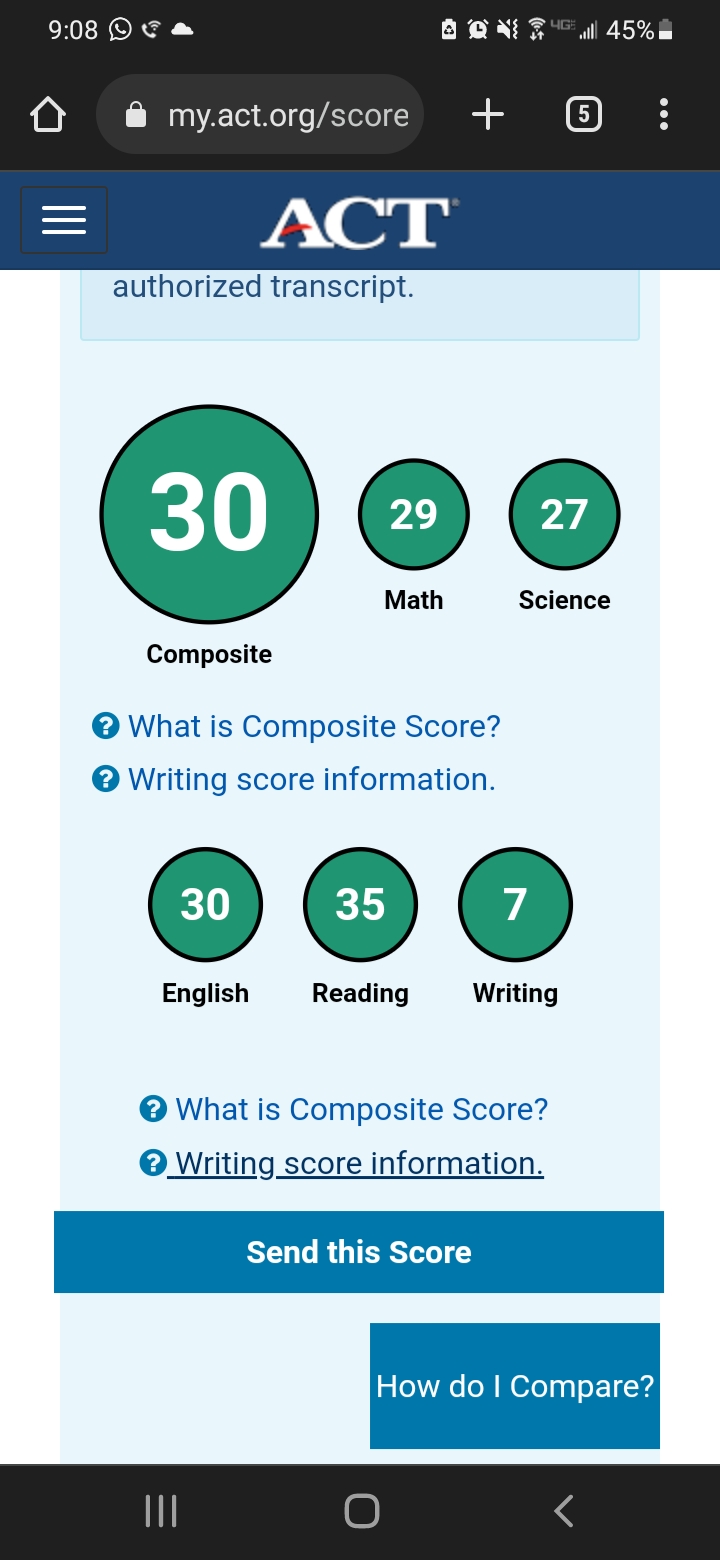 9:08 45%
my.act.org/score 5
ACT
authorized transcript.
30
Composite
29
Math
27
Science
What is Composite Score?
Writing score information.
30
English
35
Reading
7
Writing
What is Composite Score?
Writing score information.
Send this Score
How do I Compare?